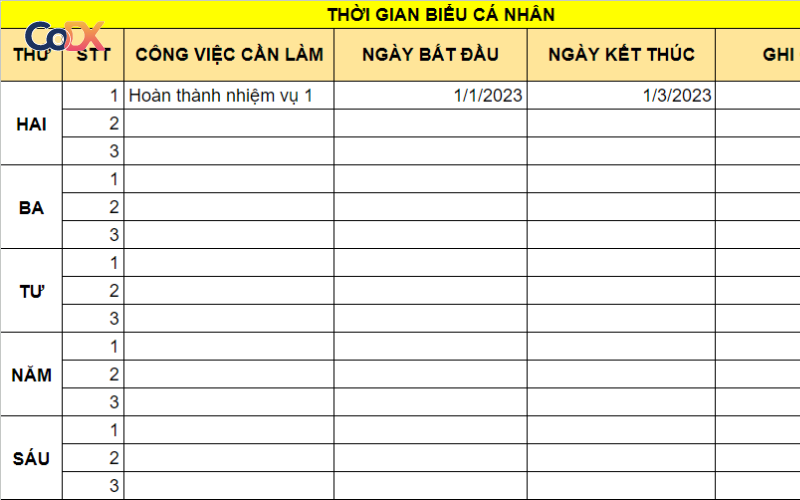 THỜI GIAN BIỂU CÁ NHÂN
CoDX
THỨ STT CÔNG VIỆC CẦN LÀM NGÀY BẮT ĐẦU NGÀY KẾT THÚC GHI
HAI
1 Hoàn thành nhiệm vụ 1 1/1/2023 1/3/2023
2
3
BA
1
2
3
TƯ
1
2
3
NĂM
1
2
3
SÁU
1
2
3